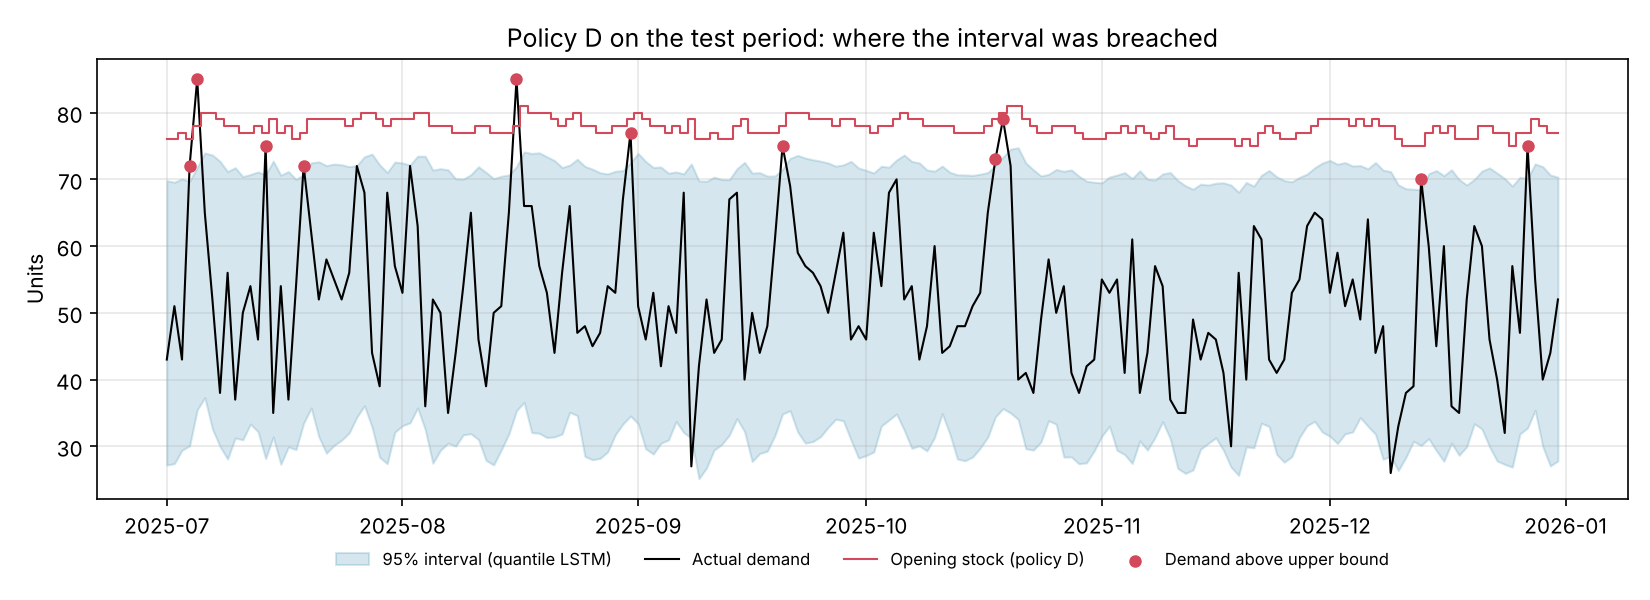 Policy D on the test period: where the interval was breached
Units
80
70
60
50
40
30
2025-07
2025-08
2025-09
2025-10
2025-11
2025-12
2026-01
95% interval (quantile LSTM)
Actual demand
Opening stock (policy D)
Demand above upper bound